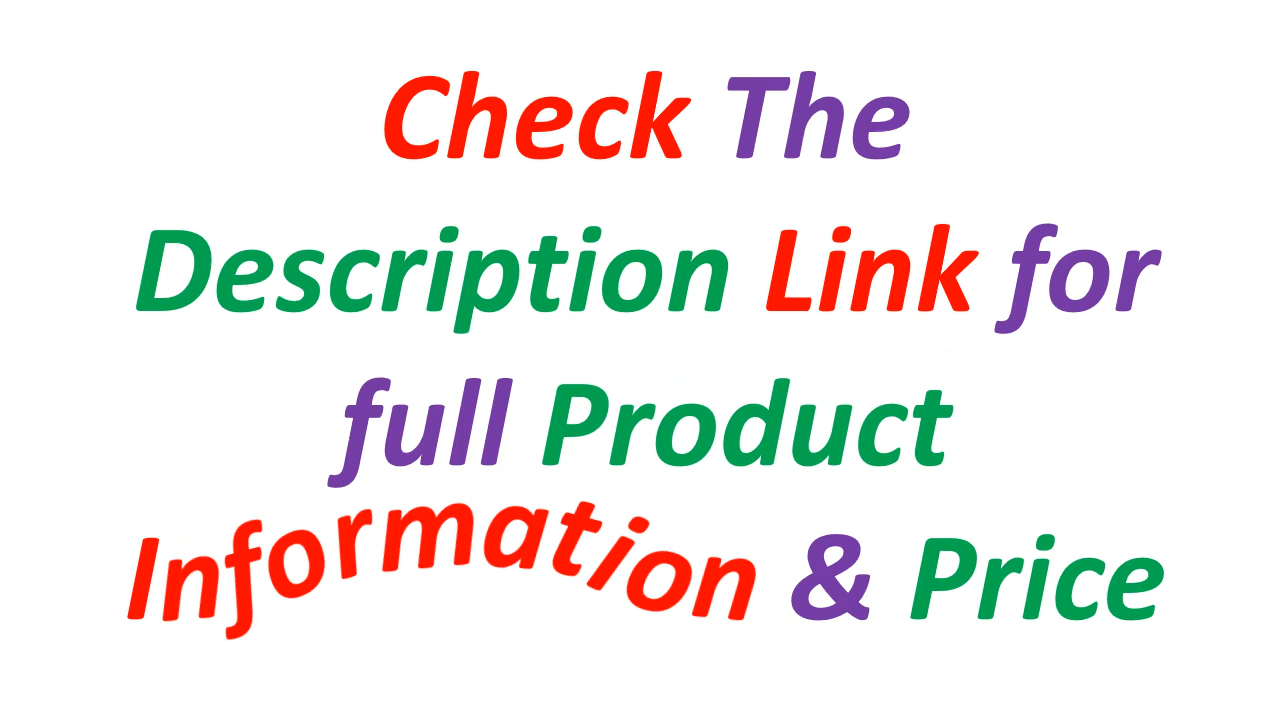 Check The
Description Link for
full Product
Information & Price